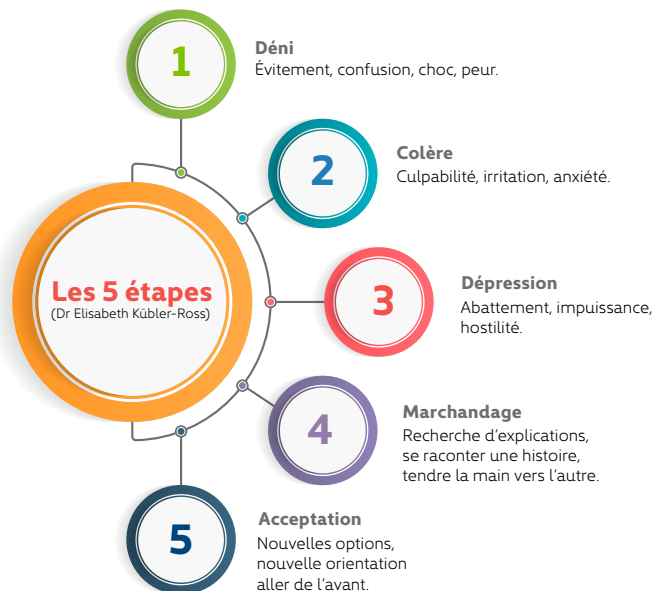 1
Déni
Évitement, confusion, choc, peur.
2
Colère
Culpabilité, irritation, anxiété.
Les 5 étapes
(Dr Elisabeth Kübler-Ross)
3
Dépression
Abattement, impuissance,
hostilité.
4
Marchandage
Recherche d’explications,
se raconter une histoire,
tendre la main vers l’autre.
5
Acceptation
Nouvelles options,
nouvelle orientation
aller de l’avant.